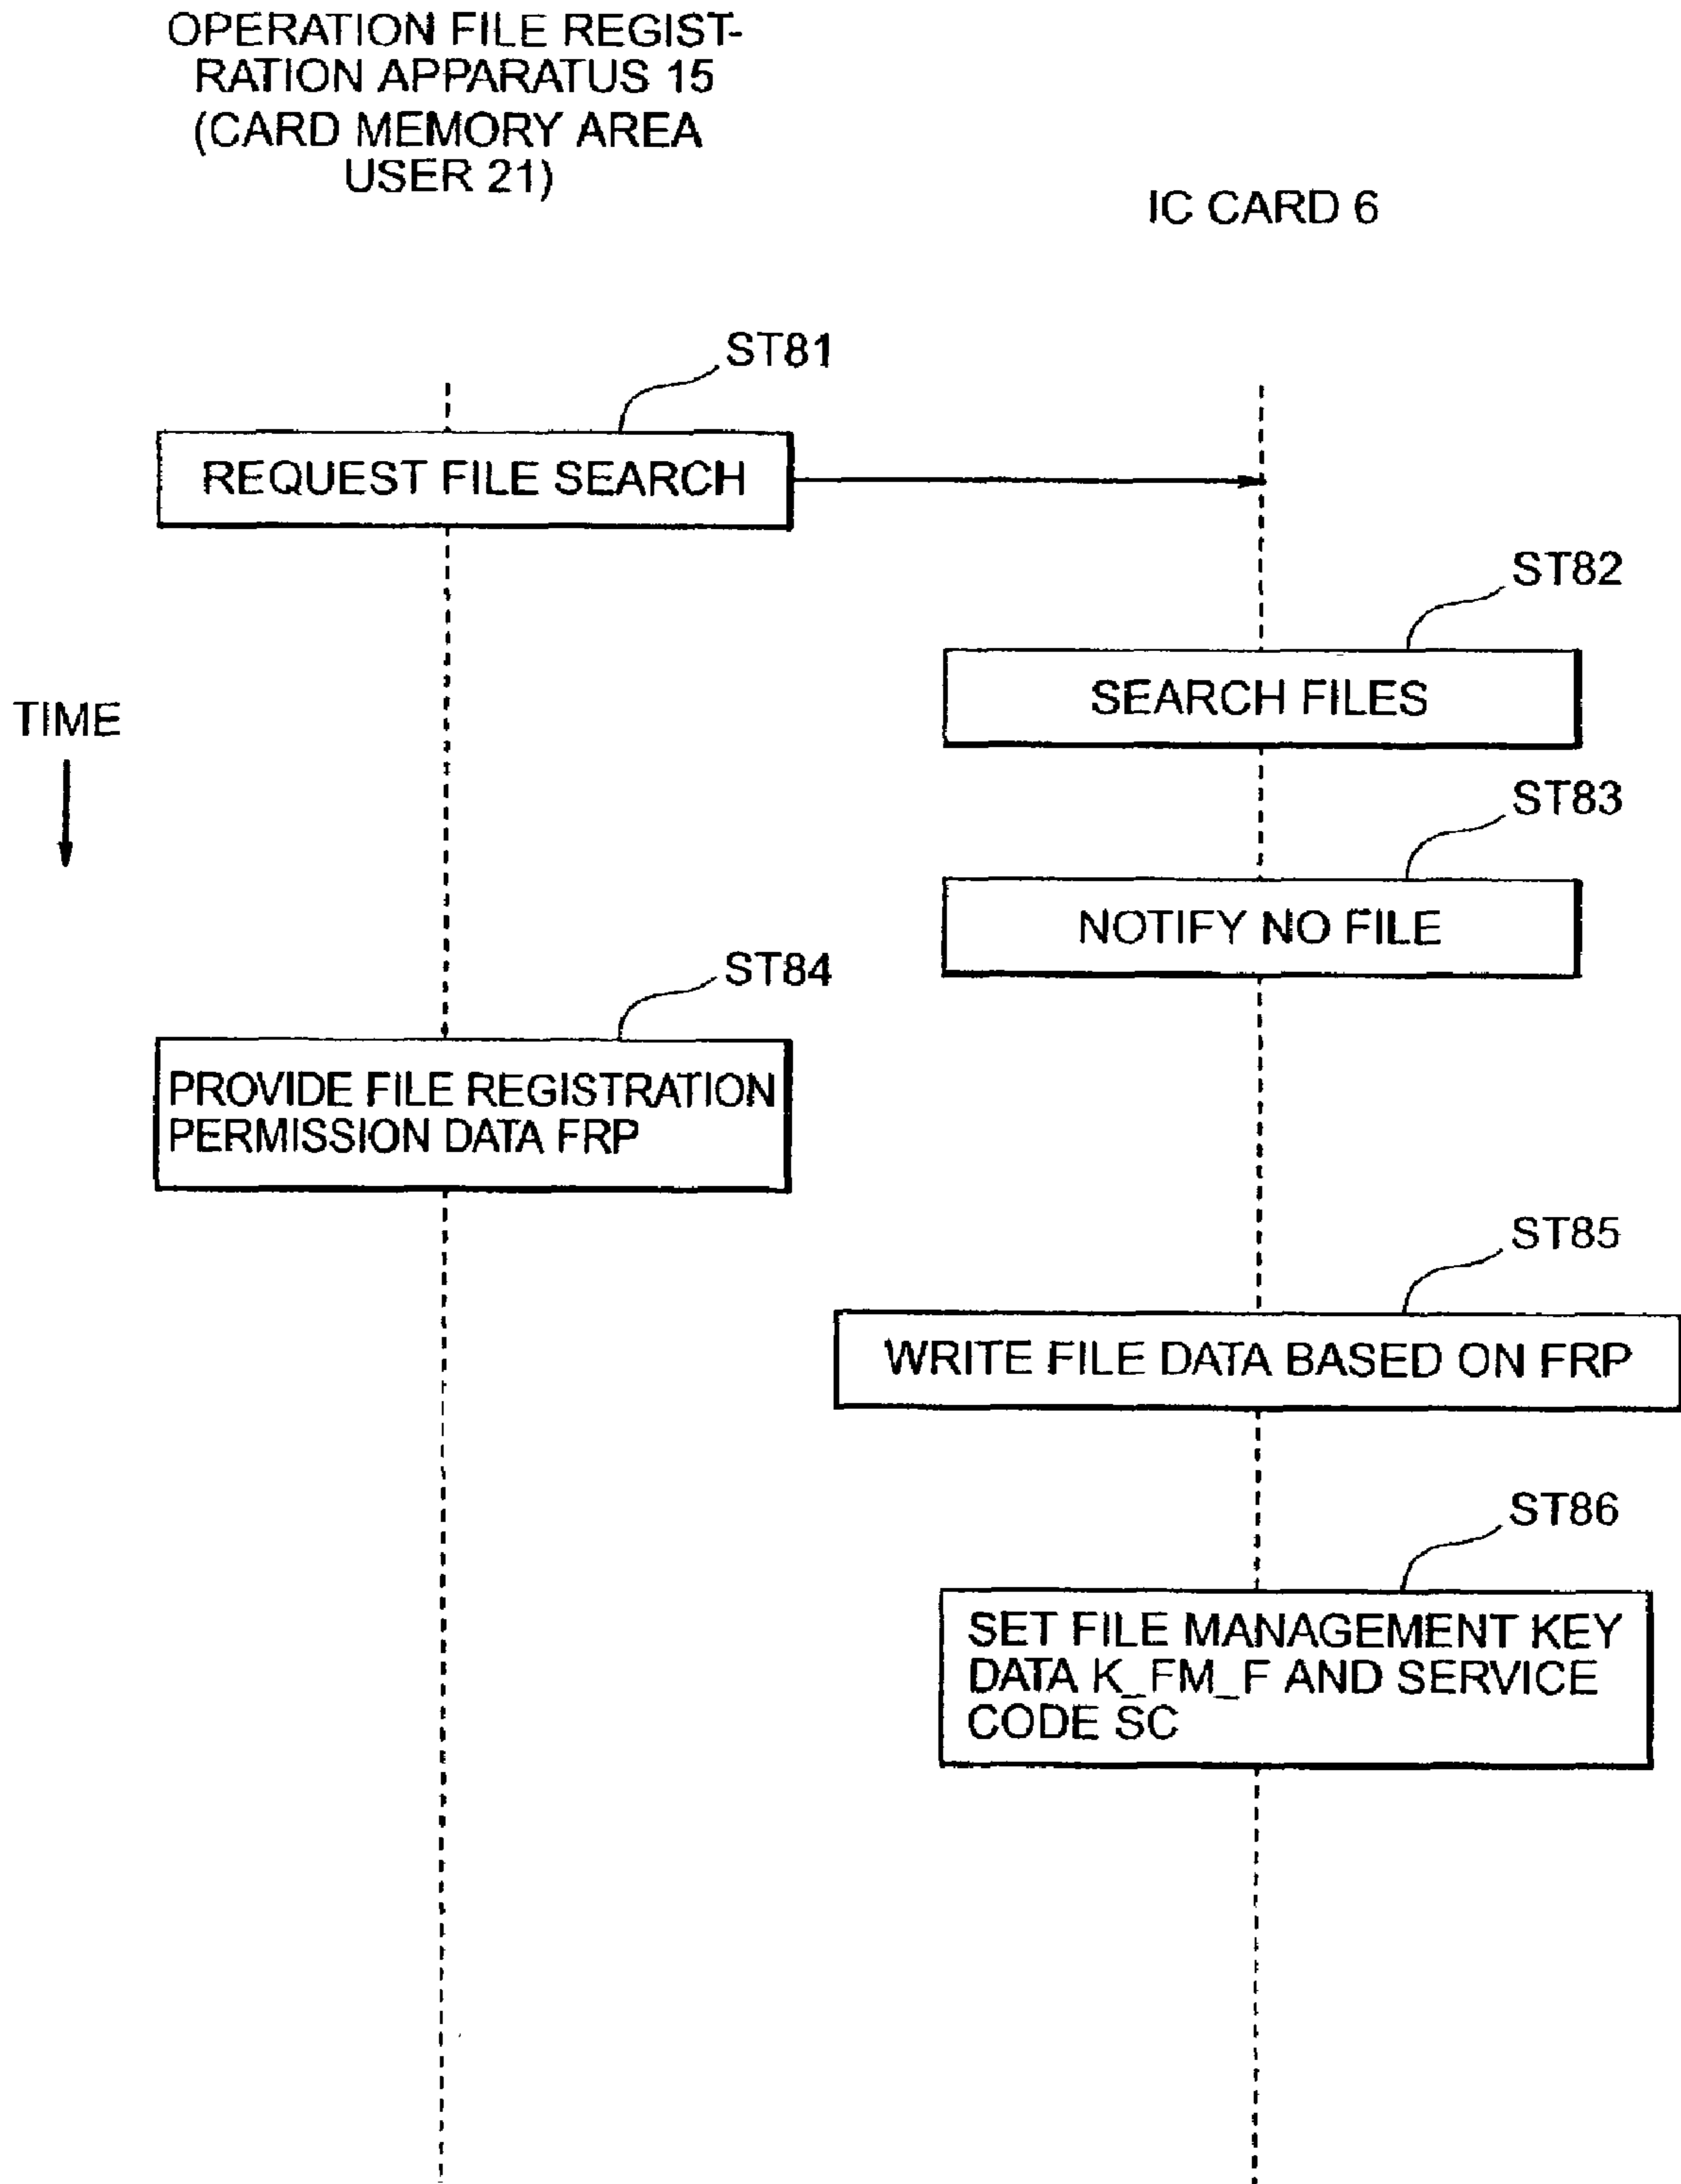 OPERATION FILE REGIST-
RATION APPARATUS 15
(CARD MEMORY AREA
USER 21)
IC CARD 6
ST81
REQUEST FILE SEARCH
ST82
SEARCH FILES
TIME
ST83
NOTIFY NO FILE
ST84
PROVIDE FILE REGISTRATION
PERMISSION DATA FRP
ST85
WRITE FILE DATA BASED ON FRP
ST86
SET FILE MANAGEMENT KEY
DATA K_FM_F AND SERVICE
CODE SC